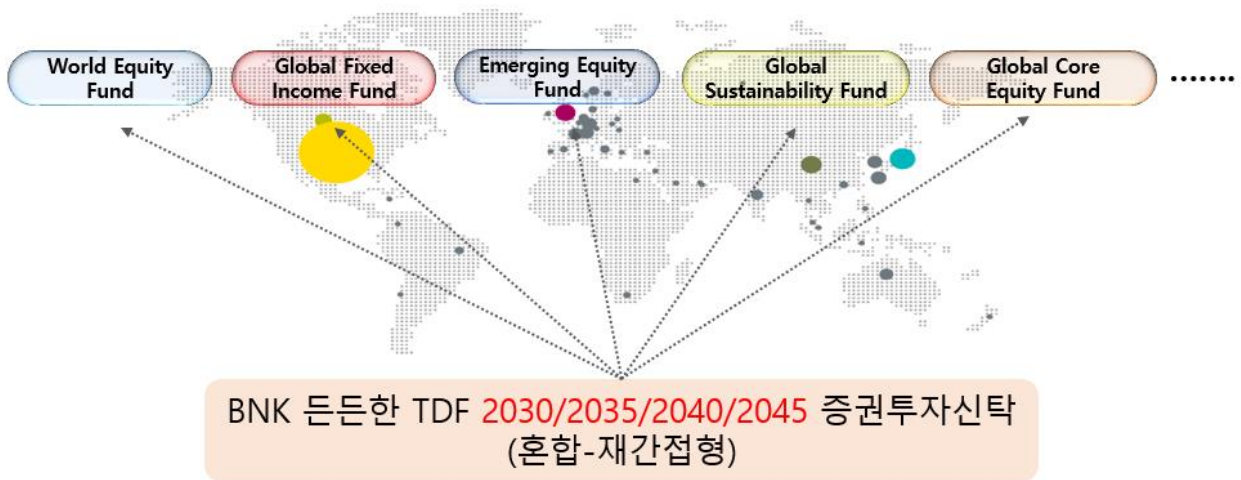 World Equity
Fund
Global Fixed
Income Fund
Emerging Equity
Fund
Global
Sustainability Fund
Global Core
Equity Fund
.......
BNK 든든한 TDF 2030/2035/2040/2045 증권투자신탁
(혼합-재간접형)